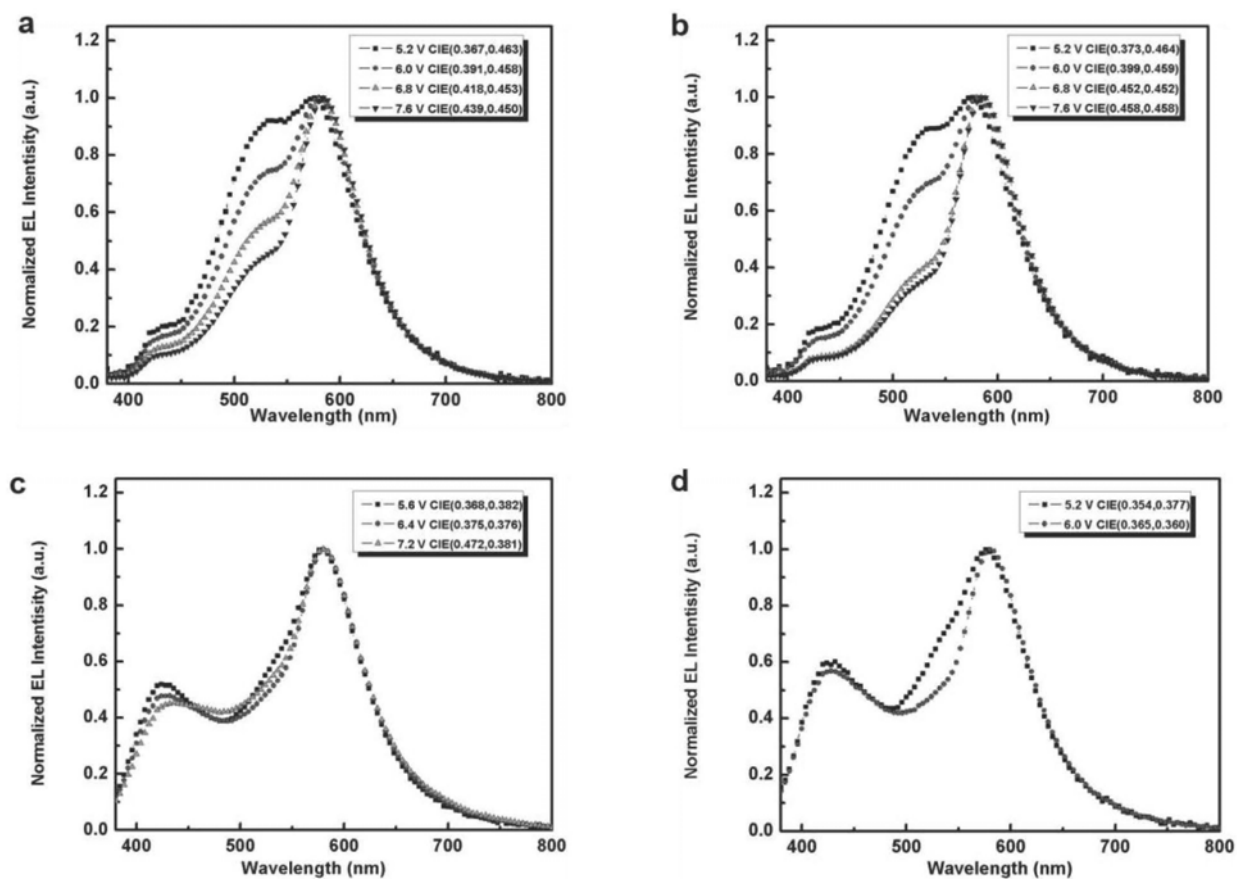 a
1.2
1.0
0.8
0.6
0.4
0.2
0.0
Normalized EL Intentisity (a.u.)
5.2 V CIE(0.367,0.463)
6.0 V CIE(0.391,0.458)
6.8 V CIE(0.418,0.453)
7.6 V CIE(0.439,0.450)
400 500 600 700 800
Wavelength (nm)
b
1.2
1.0
0.8
0.6
0.4
0.2
0.0
Normalized EL Intentisity (a.u.)
5.2 V CIE(0.373,0.464)
6.0 V CIE(0.399,0.459)
6.8 V CIE(0.452,0.452)
7.6 V CIE(0.458,0.458)
400 500 600 700 800
Wavelength (nm)
c
1.2
1.0
0.8
0.6
0.4
0.2
0.0
Normalized EL Intentisity (a.u.)
5.6 V CIE(0.368,0.382)
6.4 V CIE(0.375,0.376)
7.2 V CIE(0.472,0.381)
400 500 600 700 800
Wavelength (nm)
d
1.2
1.0
0.8
0.6
0.4
0.2
0.0
Normalized EL Intentisity (a.u.)
5.2 V CIE(0.354,0.377)
6.0 V CIE(0.365,0.360)
400 500 600 700 800
Wavelength (nm)